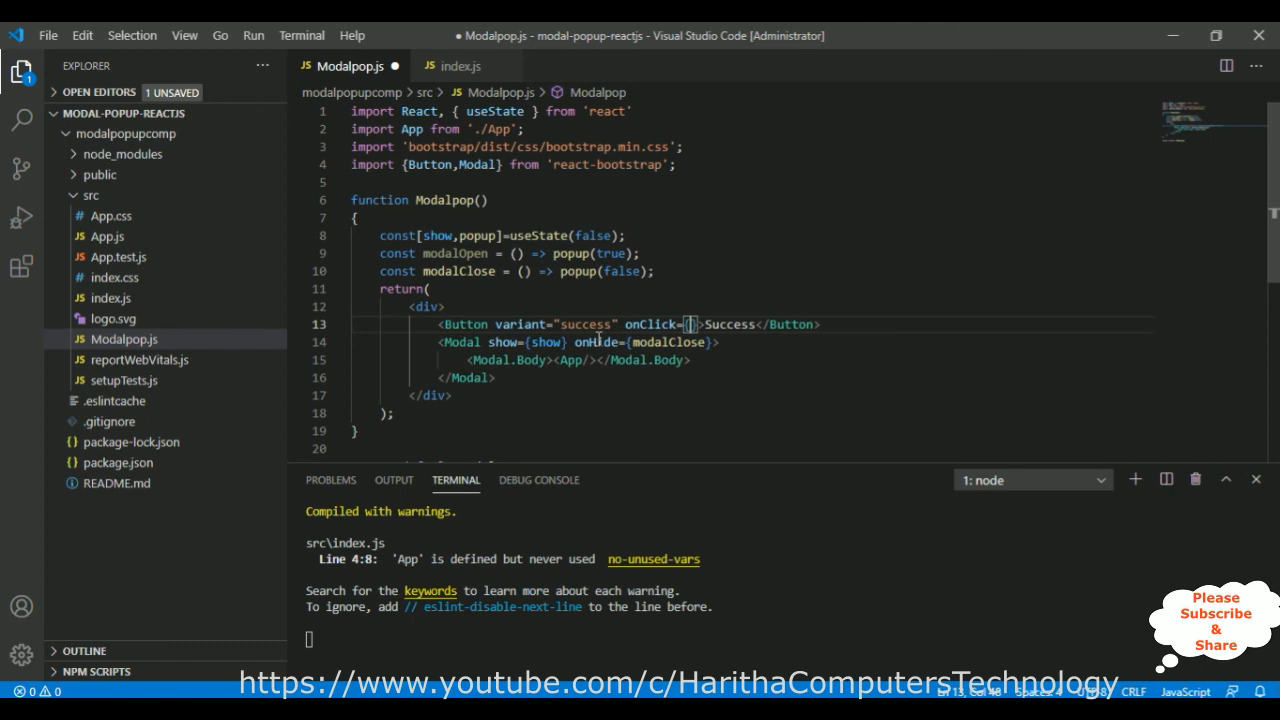 File Edit Selection View Go Run Terminal Help
● Modalpop.js - modal-popup-reactjs - Visual Studio Code [Administrator]
EXPLORER
OPEN EDITORS 1 UNSAVED
MODAL-POPUP-REACTJS
modalpopupcomp
node_modules
public
src
App.css
App.js
App.test.js
index.css
index.js
logo.svg
Modalpop.js
reportWebVitals.js
setupTests.js
.eslintcache
.gitignore
package-lock.json
package.json
README.md
OUTLINE
NPM SCRIPTS
Modalpop.js ● index.js
modalpopupcomp > src > Modalpop.js > Modalpop
1 import React, { useState } from 'react'
2 import App from './App';
3 import 'bootstrap/dist/css/bootstrap.min.css';
4 import {Button,Modal} from 'react-bootstrap';
5
6 function Modalpop()
7 {
8 const[show,popup]=useState(false);
9 const modalOpen = () => popup(true);
10 const modalClose = () => popup(false);
11 return(
12 <div>
13 <Button variant="success" onClick={}>Success</Button>
14 <Modal show={show} onHide={modalClose}>
15 <Modal.Body><App/></Modal.Body>
16 </Modal>
17 </div>
18 );
19 }
20
PROBLEMS OUTPUT TERMINAL DEBUG CONSOLE 1: node
Compiled with warnings.
src\index.js
Line 4:8: 'App' is defined but never used no-unused-vars
Search for the keywords to learn more about each warning.
To ignore, add // eslint-disable-next-line to the line before.
Please
Subscribe
&
Share
https://www.youtube.com/c/HarithaComputersTechnology
0 0 Ln 13, Col 48 Spaces: 4 UTF-8 CRLF JavaScript